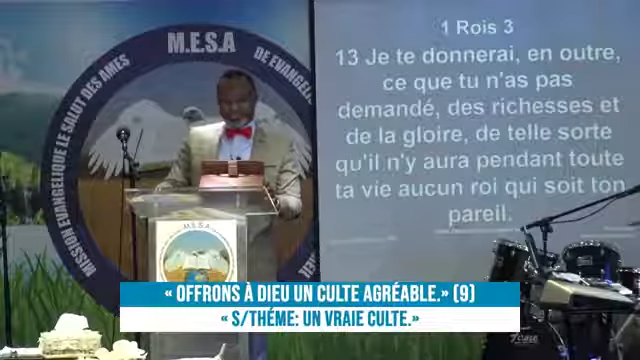 M.E.S.A
MISSION EVANGELIQUE LE SALUT DES AMES
DE EVANGEL
1 Rois 3
13 Je te donnerai, en outre,
ce que tu n'as pas
demandé, des richesses et
de la gloire, de telle sorte
qu'il n'y aura pendant toute
ta vie aucun roi qui soit ton
pareil.
M.E.S.A
« OFFRONS À DIEU UN CULTE AGRÉABLE.» (9)
« S/THÉME: UN VRAIE CULTE.»